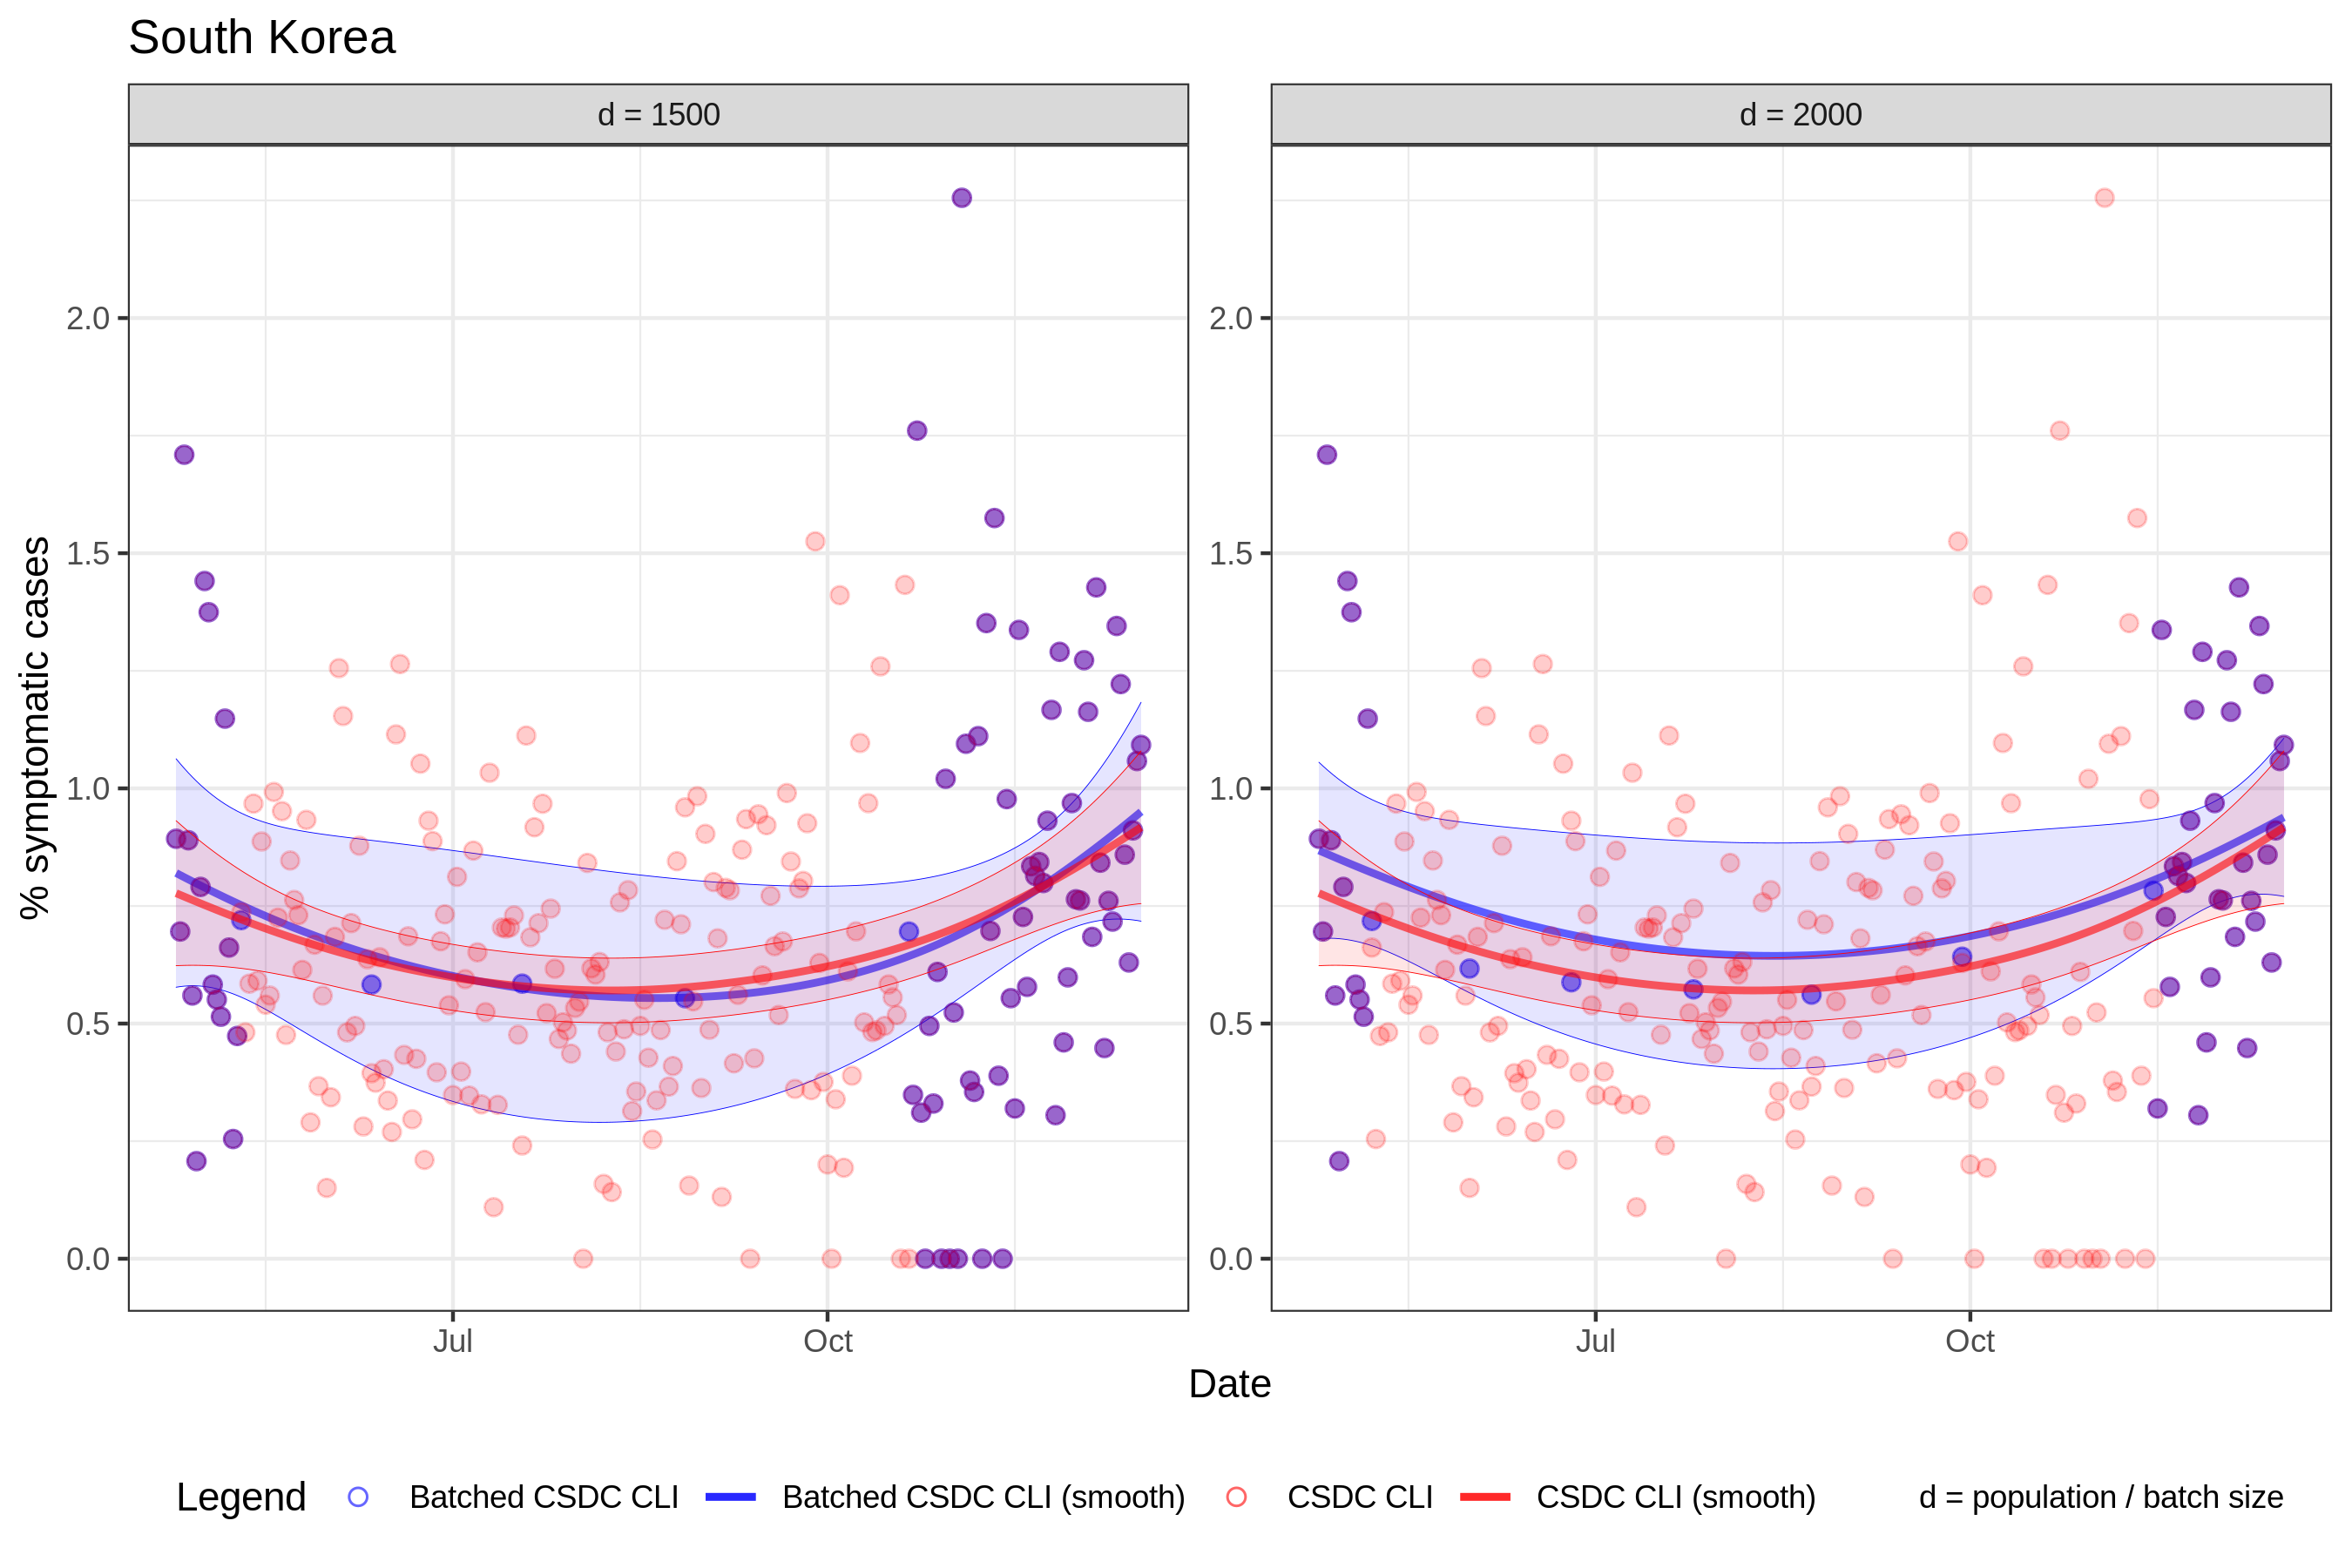 South Korea
d = 1500
d = 2000
% symptomatic cases
2.0
1.5
1.0
0.5
0.0
2.0
1.5
1.0
0.5
0.0
Jul
Oct
Jul
Oct
Date
Legend
Batched CSDC CLI
Batched CSDC CLI (smooth)
CSDC CLI
CSDC CLI (smooth)
d = population / batch size